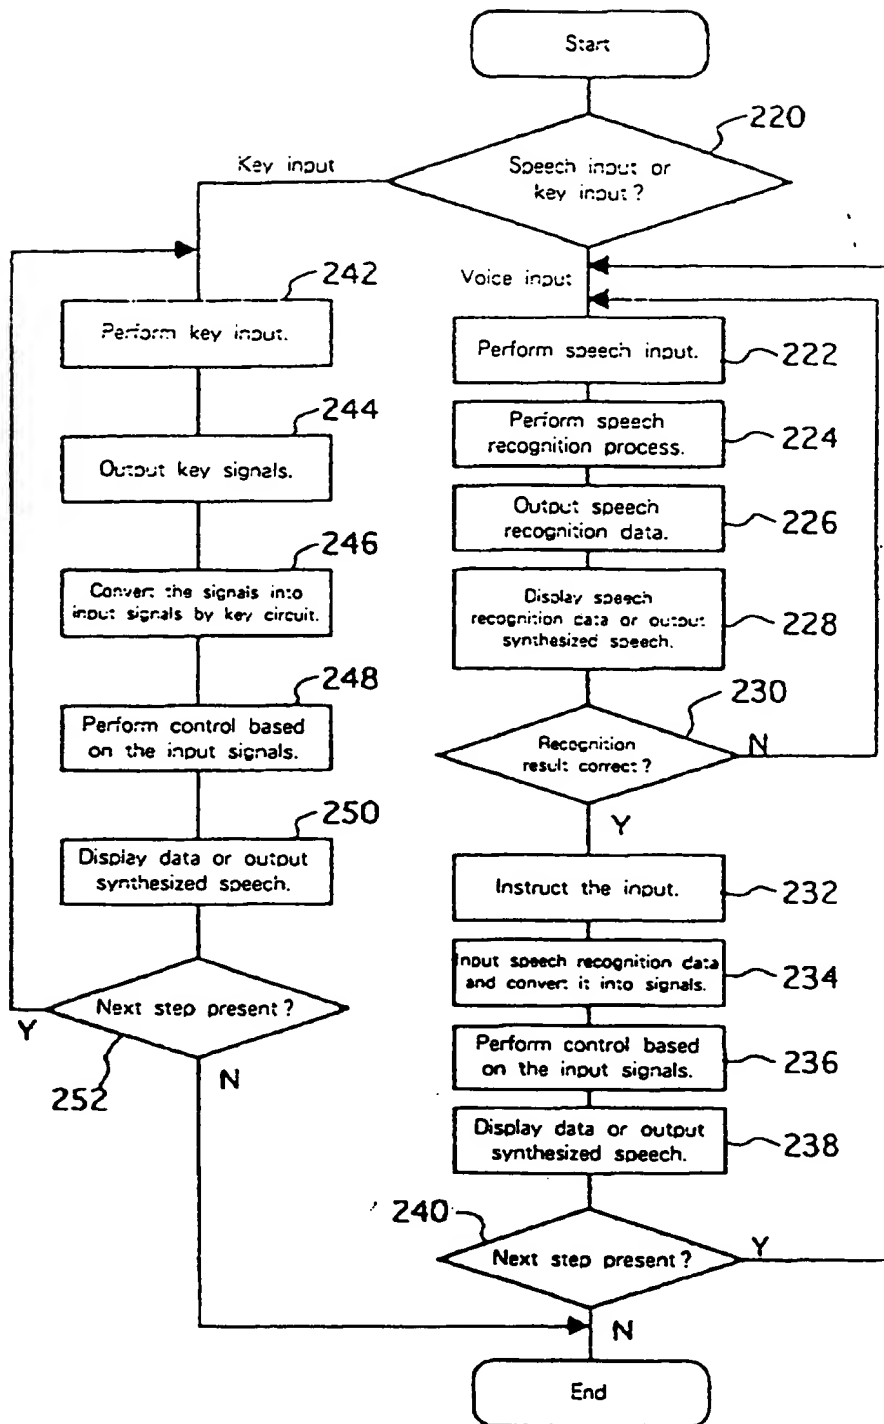 Start
220
Speech input or
key input?
Key input
242
Perform key input.
244
Output key signals.
246
Convert the signals into
input signals by key circuit.
248
Perform control based
on the input signals.
250
Display data or output
synthesized speech.
Next step present?
Y
252
N
Voice input
Perform speech input.
222
Perform speech
recognition process.
224
Output speech
recognition data.
226
Display speech
recognition data or output
synthesized speech.
228
230
Recognition
result correct?
N
Y
Instruct the input.
232
Input speech recognition data
and convert it into signals.
234
Perform control based
on the input signals.
236
Display data or output
synthesized speech.
238
240
Next step present?
Y
N
End